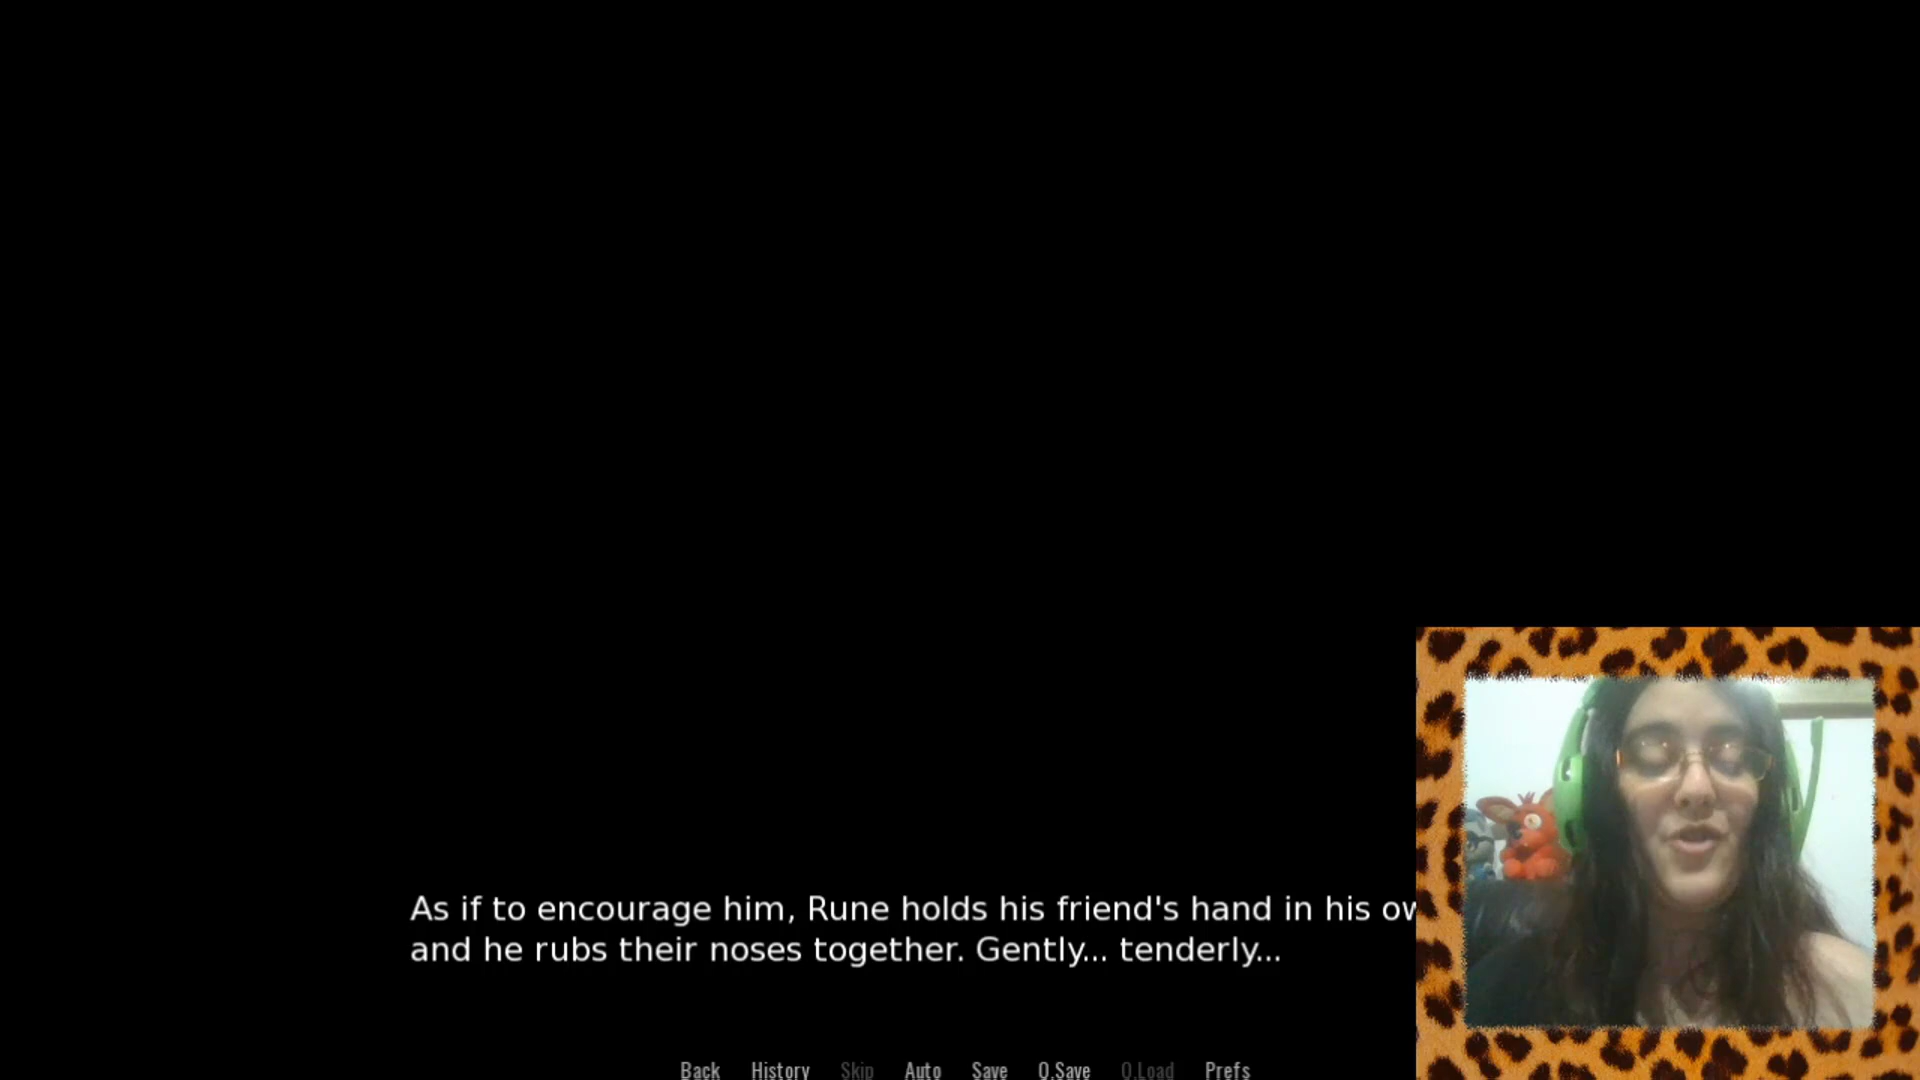 As if to encourage him, Rune holds his friend's hand in his
and he rubs their noses together. Gently... tenderly...
Back History Skip Auto Save Q.Save Q.Load Prefs